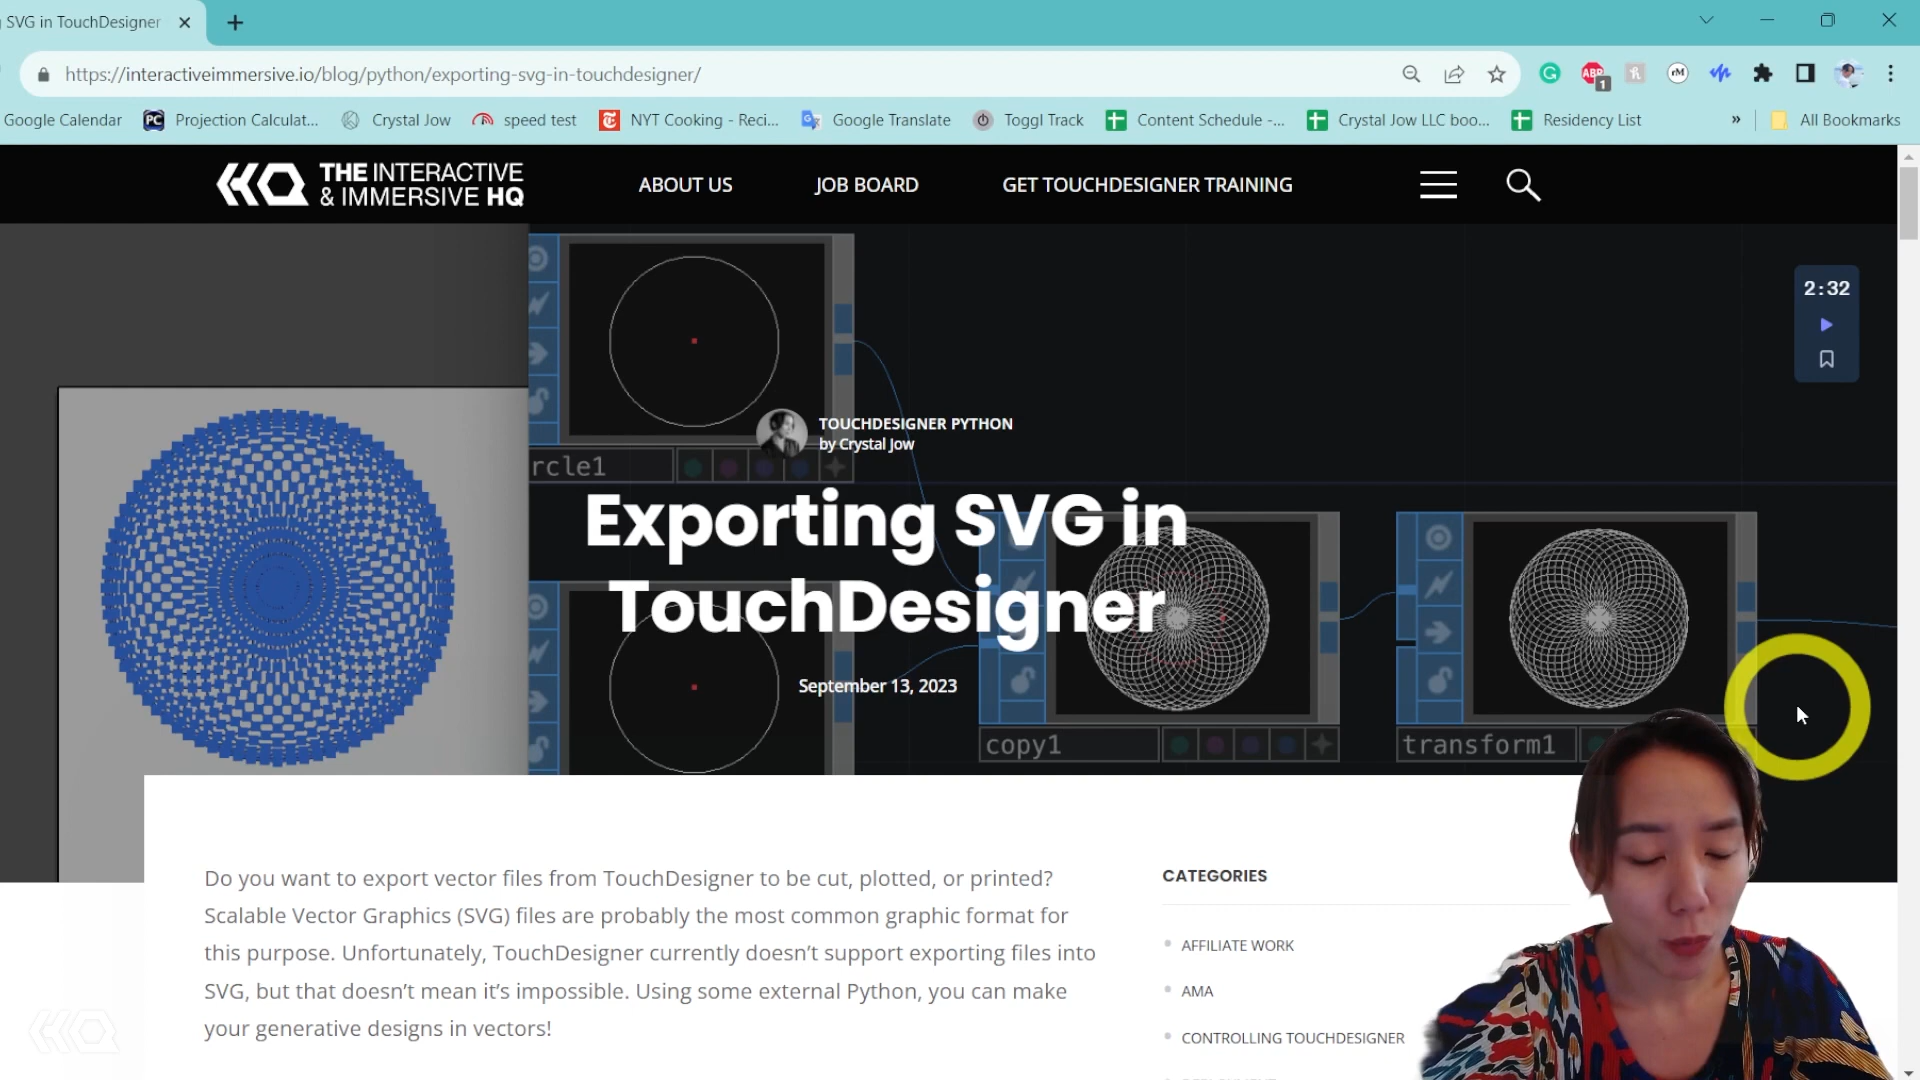 SVG in TouchDesigner
https://interactiveimmersive.io/blog/python/exporting-svg-in-touchdesigner/
ABP
1
rM
Google Calendar
PC Projection Calculat...
Crystal Jow
speed test
NYT Cooking - Reci...
Google Translate
Toggl Track
Content Schedule -...
Crystal Jow LLC boo...
Residency List
»
All Bookmarks
THE INTERACTIVE
& IMMERSIVE HQ
ABOUT US
JOB BOARD
GET TOUCHDESIGNER TRAINING
2:32
TOUCHDESIGNER PYTHON
by Crystal Jow
rcle1
Exporting SVG in
TouchDesigner
September 13, 2023
copy1
transform1
Do you want to export vector files from TouchDesigner to be cut, plotted, or printed?
Scalable Vector Graphics (SVG) files are probably the most common graphic format for
this purpose. Unfortunately, TouchDesigner currently doesn’t support exporting files into
SVG, but that doesn’t mean it’s impossible. Using some external Python, you can make
your generative designs in vectors!
CATEGORIES
AFFILIATE WORK
AMA
CONTROLLING TOUCHDESIGNER